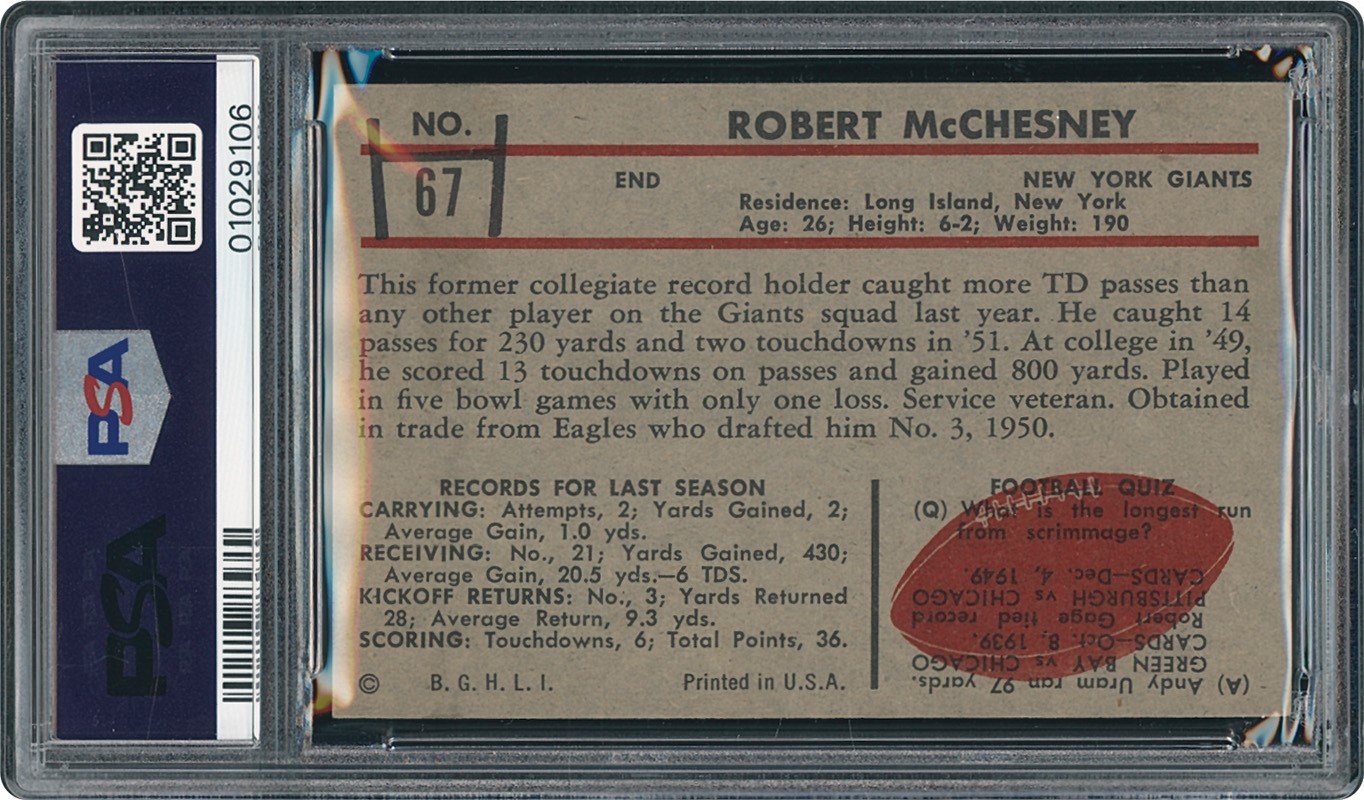 01029106
PSA
PSA
NO.
67
ROBERT McCHESNEY
END
NEW YORK GIANTS
Residence: Long Island, New York
Age: 26; Height: 6-2; Weight: 190
This former collegiate record holder caught more TD passes than
any other player on the Giants squad last year. He caught 14
passes for 230 yards and two touchdowns in '51. At college in '49,
he scored 13 touchdowns on passes and gained 800 yards. Played
in five bowl games with only one loss. Service veteran. Obtained
in trade from Eagles who drafted him No. 3, 1950.
RECORDS FOR LAST SEASON
CARRYING: Attempts, 2; Yards Gained, 2;
Average Gain, 1.0 yds.
RECEIVING: No., 21; Yards Gained, 430;
Average Gain, 20.5 yds.—6 TDS.
KICKOFF RETURNS: No., 3; Yards Returned
28; Average Return, 9.3 yds.
SCORING: Touchdowns, 6; Total Points, 36.
© B. G. H. L. I.
Printed in U.S.A.
FOOTBALL QUIZ
(Q) What is the longest run
from scrimmage?
(A) Andy Uram ran 97 yards.
GREEN BAY vs CHICAGO
CARDS—Oct. 8, 1939.
Robert Gage tied record
PITTSBURGH vs CHICAGO
CARDS—Dec. 4, 1949.